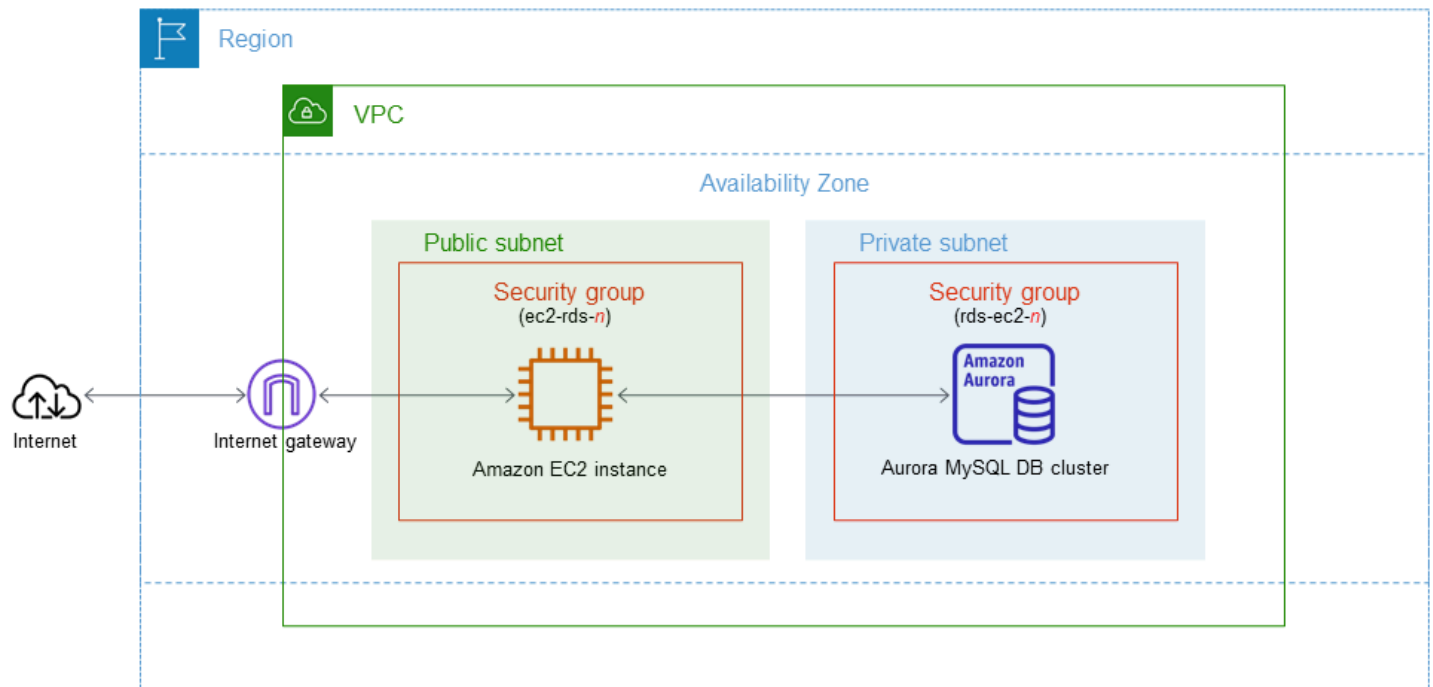 Region
VPC
Availability Zone
Public subnet
Private subnet
Security group
(ec2-rds-n)
Security group
(rds-ec2-n)
Amazon
Aurora
Internet
Internet gateway
Amazon EC2 instance
Aurora MySQL DB cluster